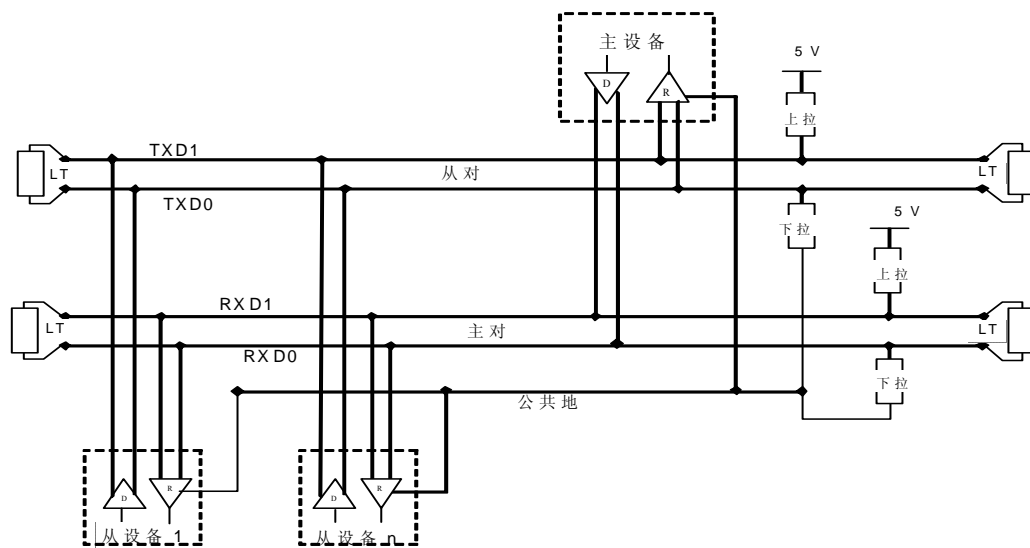 主设备
D
R
5 V
上拉
TXD1
LT
从对
LT
TXD0
下拉
5 V
上拉
RXD1
LT
主对
LT
RXD0
下拉
公共地
D
R
D
R
从设备 1
从设备 n